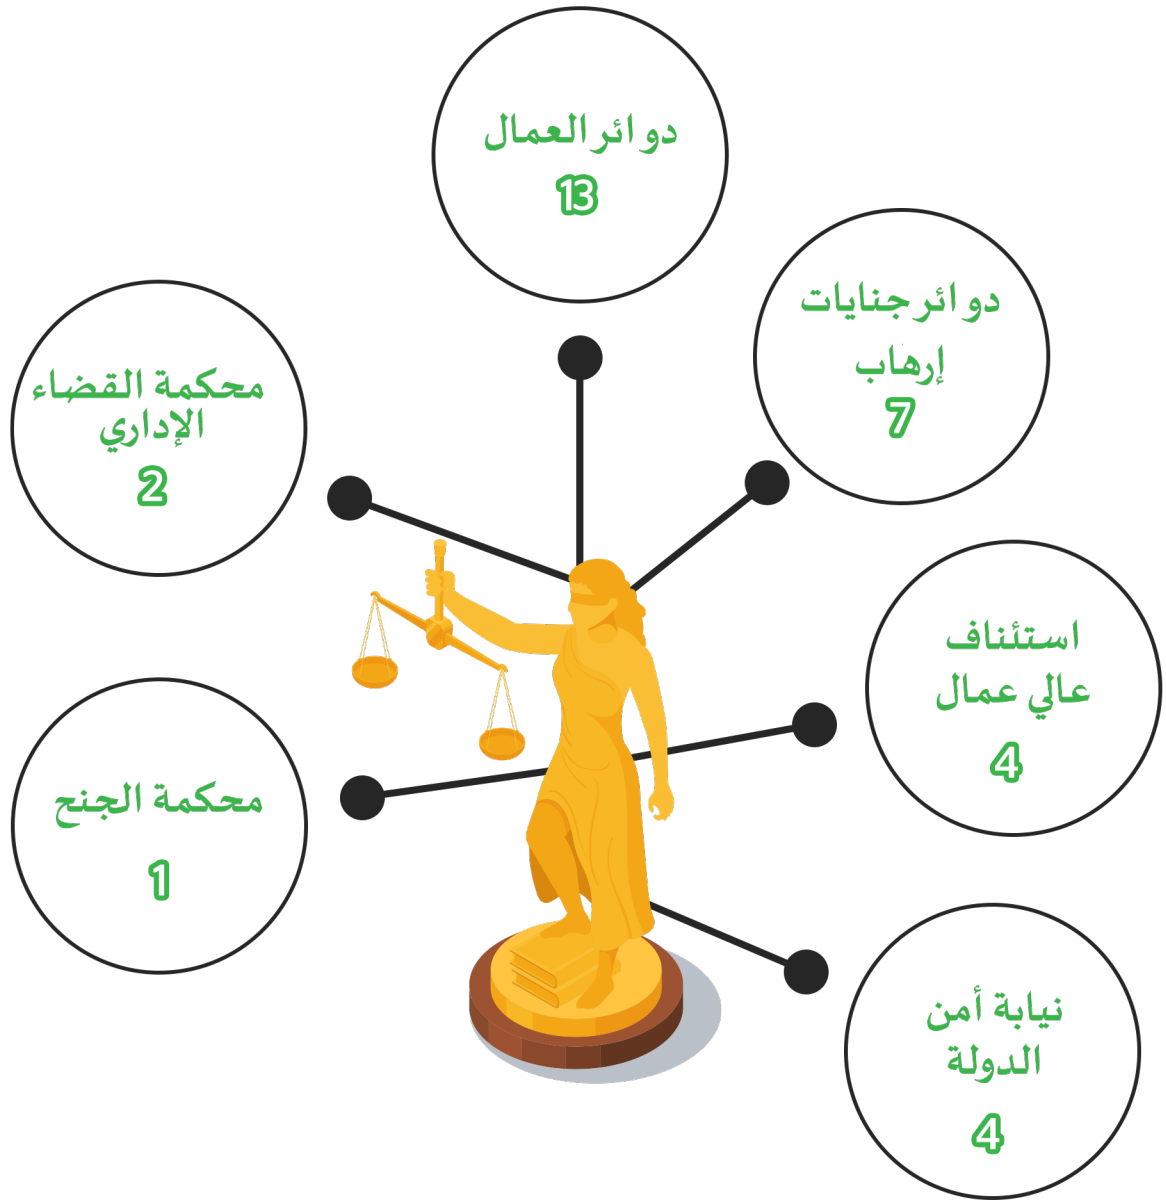 دوائر العمال
13
دوائر جنايات
إرهاب
7
محكمة القضاء
الإداري
2
استئناف
عالي عمال
4
محكمة الجنح
1
نيابة أمن
الدولة
4